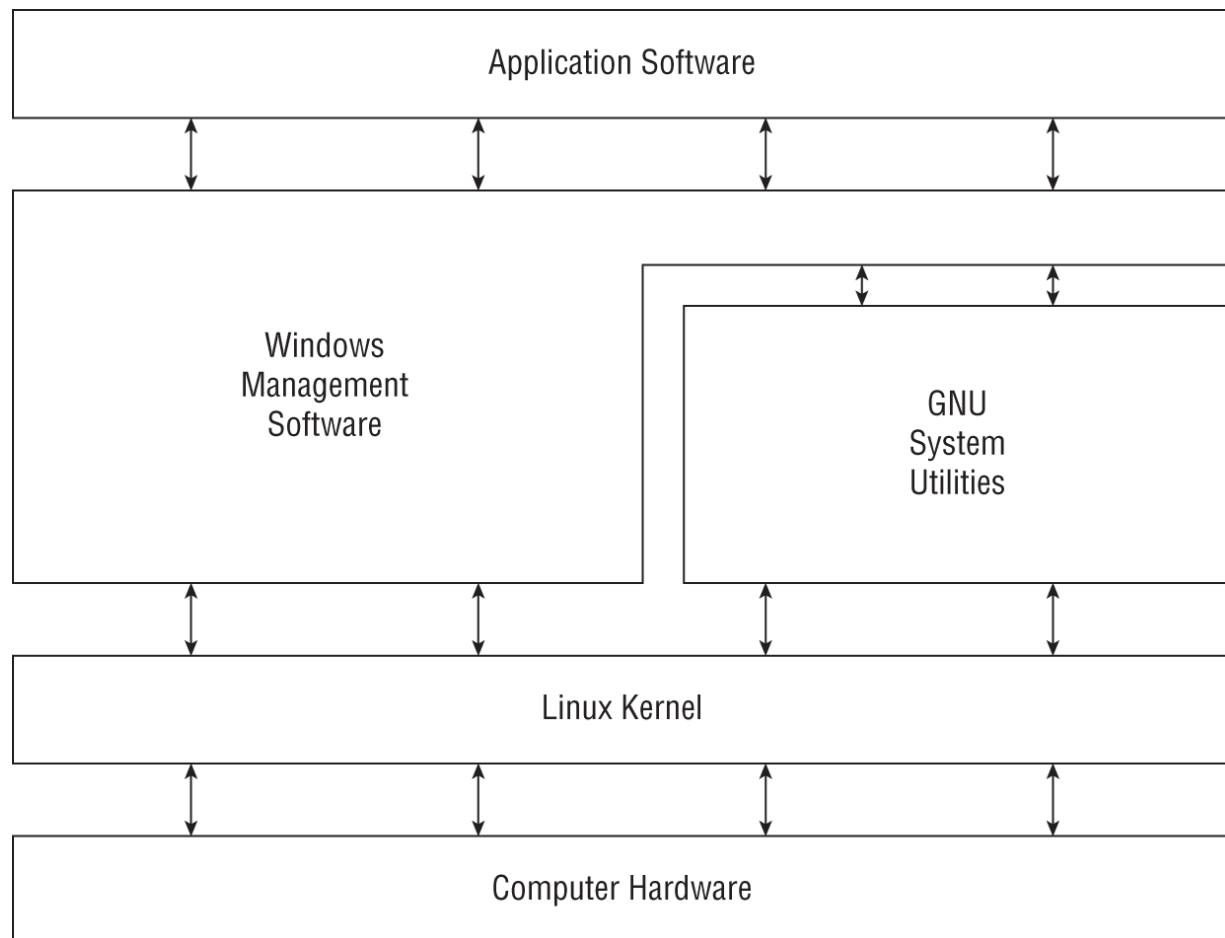 Application Software
Windows
Management
Software
GNU
System
Utilities
Linux Kernel
Computer Hardware